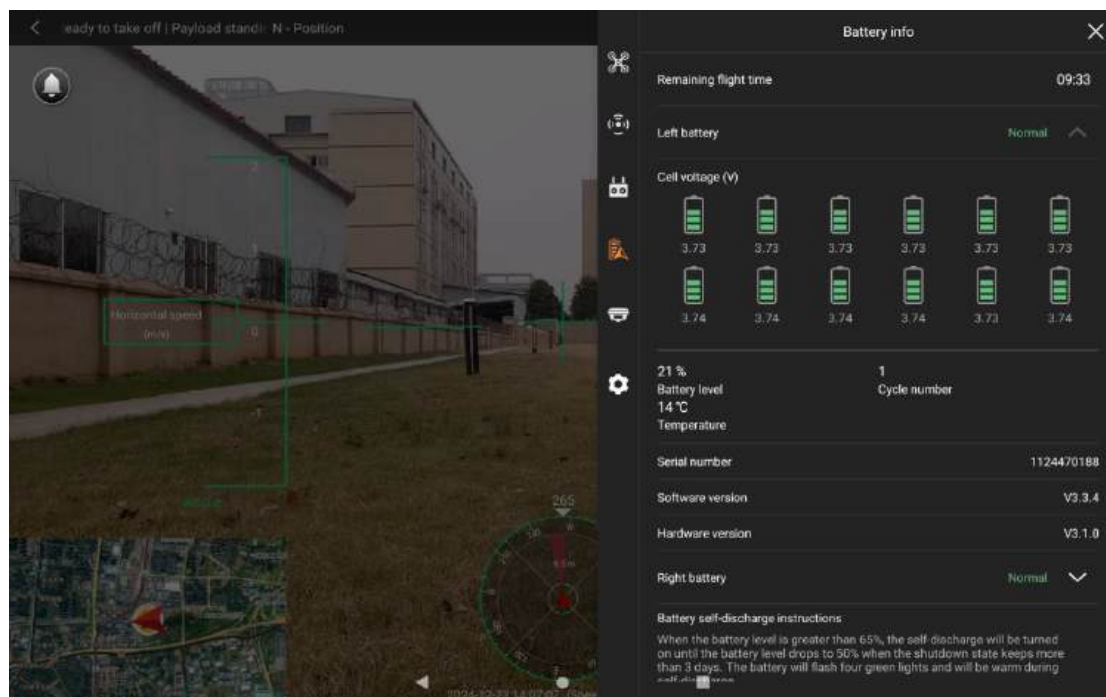 eady to take off | Payload standi N - Position
Battery info
Remaining flight time 09:33
Left battery Normal
Cell voltage (V)
3.73 3.73 3.73 3.73 3.73 3.73
3.74 3.74 3.74 3.74 3.73 3.74
21 % 1
Battery level Cycle number
14 °C
Temperature
Serial number 1124470188
Software version V3.3.4
Hardware version V3.1.0
Right battery Normal
Battery self-discharge instructions
When the battery level is greater than 65%, the self-discharge will be turned
on until the battery level drops to 50% when the shutdown state keeps more
than 3 days. The battery will flash four green lights and will be warm during
self-discharge
2
1
Horizontal speed
(m/s)
0
-1
265
W